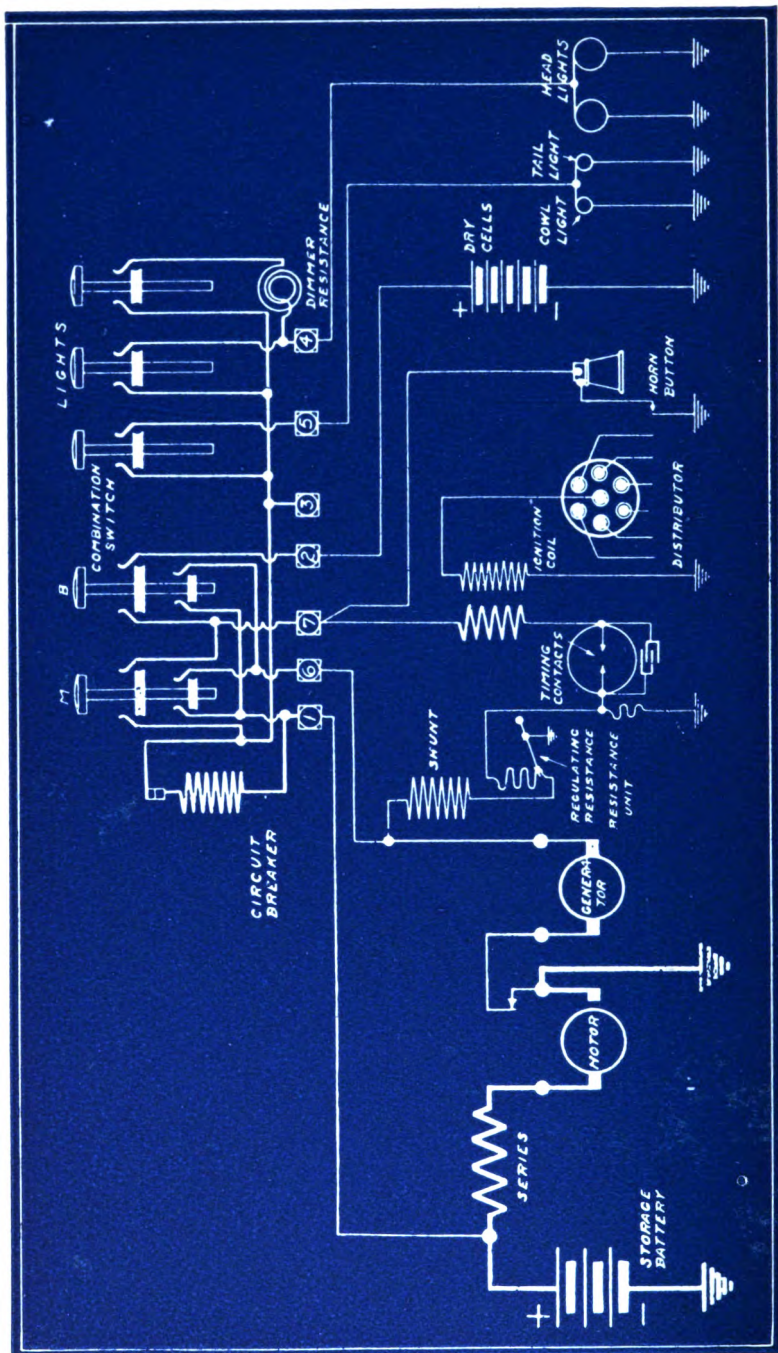 LIGHTS
COMBINATION
SWITCH
M
B
CIRCUIT
BREAKER
1
6
7
2
3
5
4
DIMMER
RESISTANCE
SERIES
SHUNT
REGULATING
RESISTANCE
RESISTANCE
UNIT
TIMING
CONTACTS
IGNITION
COIL
DISTRIBUTOR
HORN
BUTTON
DRY
CELLS
+
-
COWL
LIGHT
TAIL
LIGHT
HEAD
LIGHTS
+
-
STORAGE
BATTERY
MOTOR
GENERA
TOR